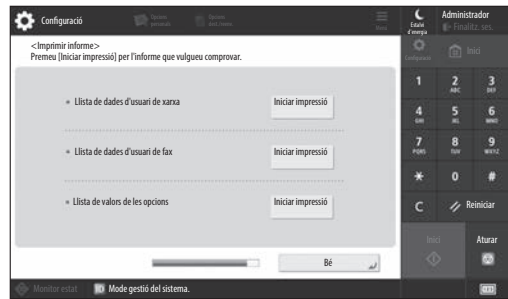 Configuració
Estalvi d'energia
Administrador
Finalitz. ses.
<Imprimir informe>
Premeu [Iniciar impressió] per l'informe que vulgueu comprovar.
Inici
Llista de dades d'usuari de xarxa
Iniciar impressió
Llista de dades d'usuari de fax
Iniciar impressió
Llista de valors de les opcions
Iniciar impressió
1 2 ABC 3 DEF
4 GHI 5 JKL 6 MNO
7 PQRS 8 TUV 9 WXYZ
* 0 #
C Reiniciar
Inici
Aturar
Bé
Monitor estat
Mode gestió del sistema.